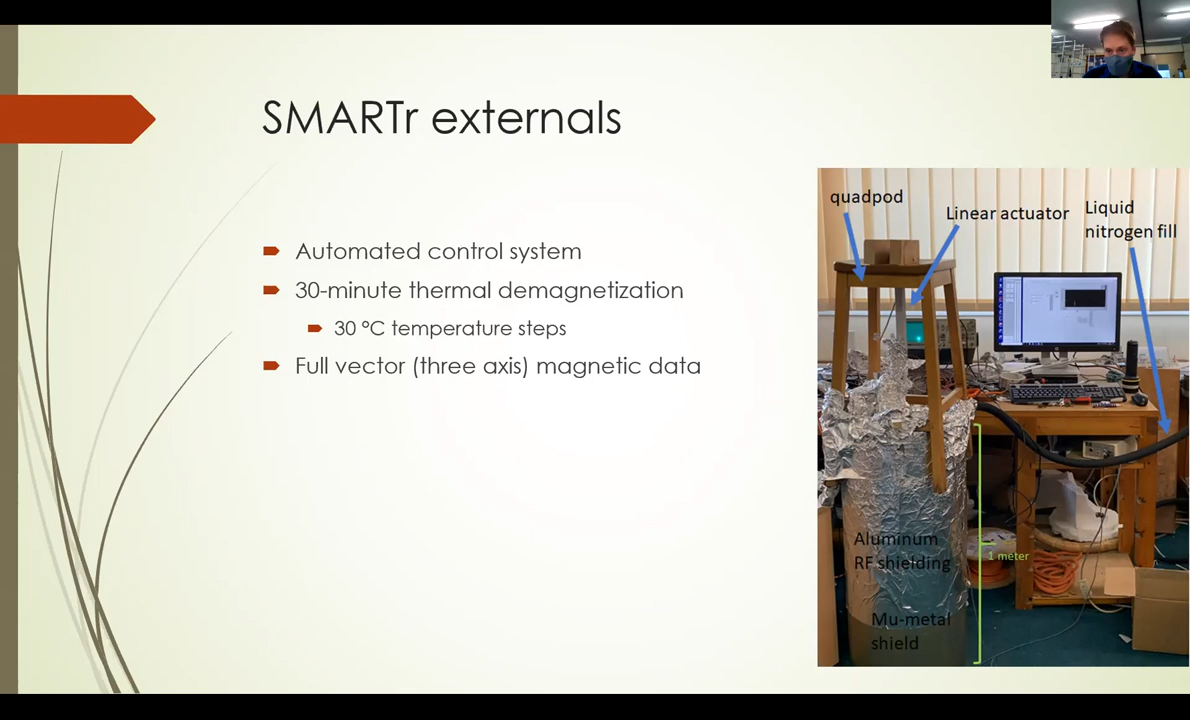 SMARTr externals
Automated control system
30-minute thermal demagnetization
30 °C temperature steps
Full vector (three axis) magnetic data
quadpod
Linear actuator
Liquid
nitrogen fill
Aluminum
RF shielding
1 meter
Mu-metal
shield